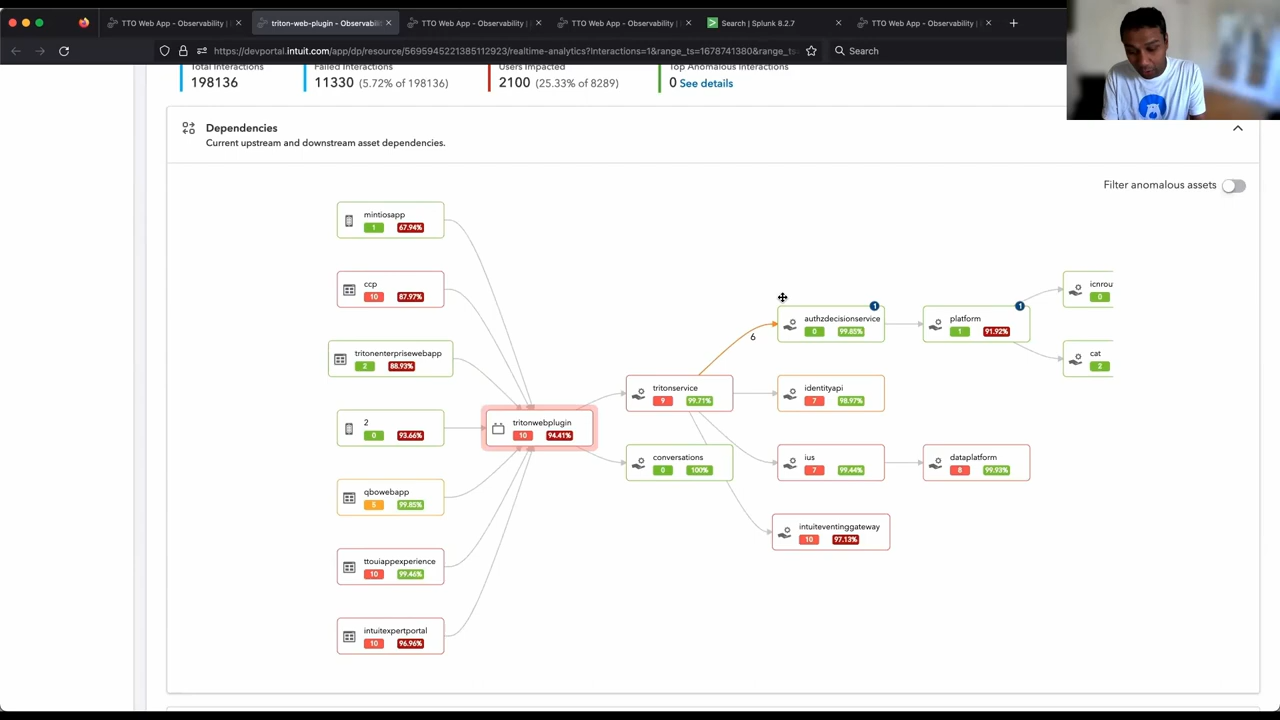 TTO Web App - Observability |
triton-web-plugin - Observabili
TTO Web App - Observability |
TTO Web App - Observability |
Search | Splunk 8.2.7
TTO Web App - Observability |
https://devportal.intuit.com/app/dp/resource/5695945221385112923/realtime-analytics?Interactions=1&range_ts=1678741380&range_ts-
Search
Total Interactions
Failed Interactions
Users Impacted
Top Anomalous Interactions
198136
11330 (5.72% of 198136)
2100 (25.33% of 8289)
0 See details
Dependencies
Current upstream and downstream asset dependencies.
Filter anomalous assets
mintiosapp
1 67.94%
ccp
10 87.97%
tritonenterprisewebapp
2 88.93%
2
0 93.66%
qbowebapp
5 99.85%
ttouiappexperience
10 99.46%
intuitexpertportal
10 96.96%
tritonwebplugin
10 94.41%
tritonservice
9 99.71%
conversations
0 100%
6
1
authzdecisionservice
0 99.85%
identityapi
7 98.97%
ius
7 99.44%
intuiteventinggateway
10 97.13%
1
platform
1 91.92%
dataplatform
8 99.93%
icnrou
0
cat
2